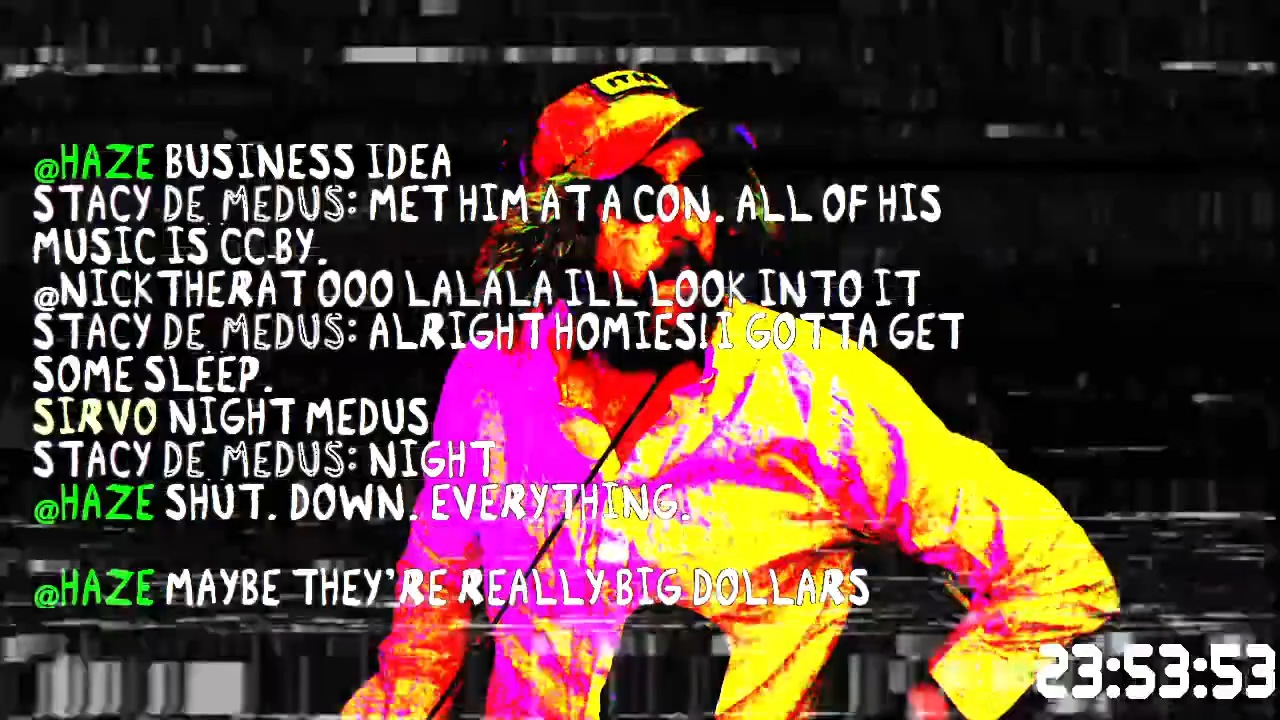 ITM
@HAZE BUSINESS IDEA
STACY DE MEDUS: MET HIM AT A CON. ALL OF HIS
MUSIC IS CC-BY.
@NICKTHERAT OOO LALALA ILL LOOK INTO IT
STACY DE MEDUS: ALRIGHT HOMIES! I GOTTA GET
SOME SLEEP.
SIRVO NIGHT MEDUS
STACY DE MEDUS: NIGHT
@HAZE SHUT. DOWN. EVERYTHING.
@HAZE MAYBE THEY'RE REALLY BIG DOLLARS
23:53:53